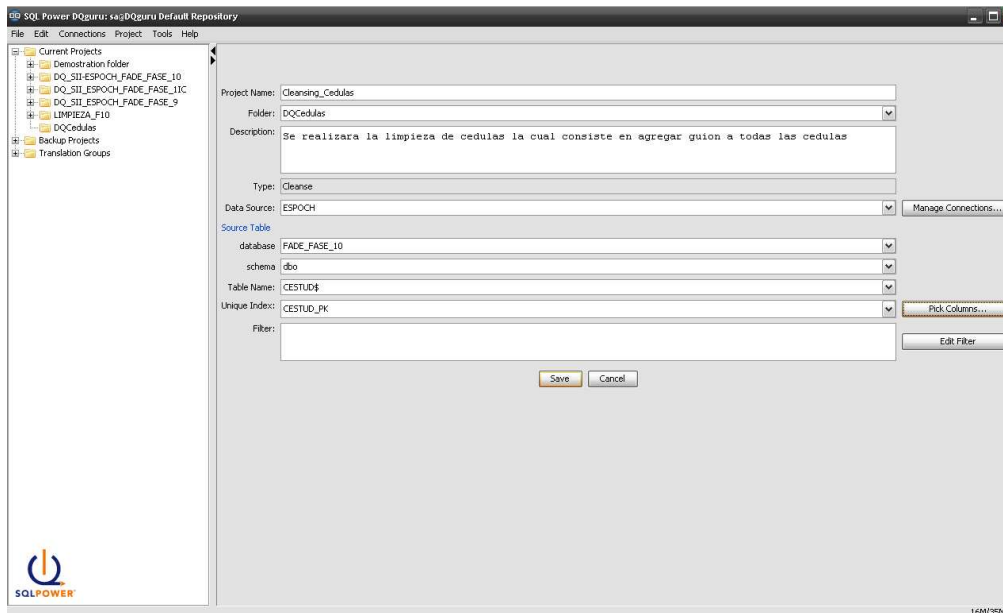 SQL Power DQguru: sa@DQguru Default Repository
File Edit Connections Project Tools Help
Current Projects
Demostration folder
DQ_SII-ESPOCH_FADE_FASE_10
DQ_SII_ESPOCH_FADE_FASE_1IC
DQ_SII_ESPOCH_FADE_FASE_9
LIMPIEZA_F10
DQCedulas
Backup Projects
Translation Groups
Project Name: Cleansing_Cedulas
Folder: DQCedulas
Description: Se realizara la limpieza de cedulas la cual consiste en agregar guion a todas las cedulas
Type: Cleanse
Data Source: ESPOCH Manage Connections...
Source Table
database FADE_FASE_10
schema dbo
Table Name: CESTUD$
Unique Index: CESTUD_PK Pick Columns...
Filter: Edit Filter
Save Cancel
SQLPOWER